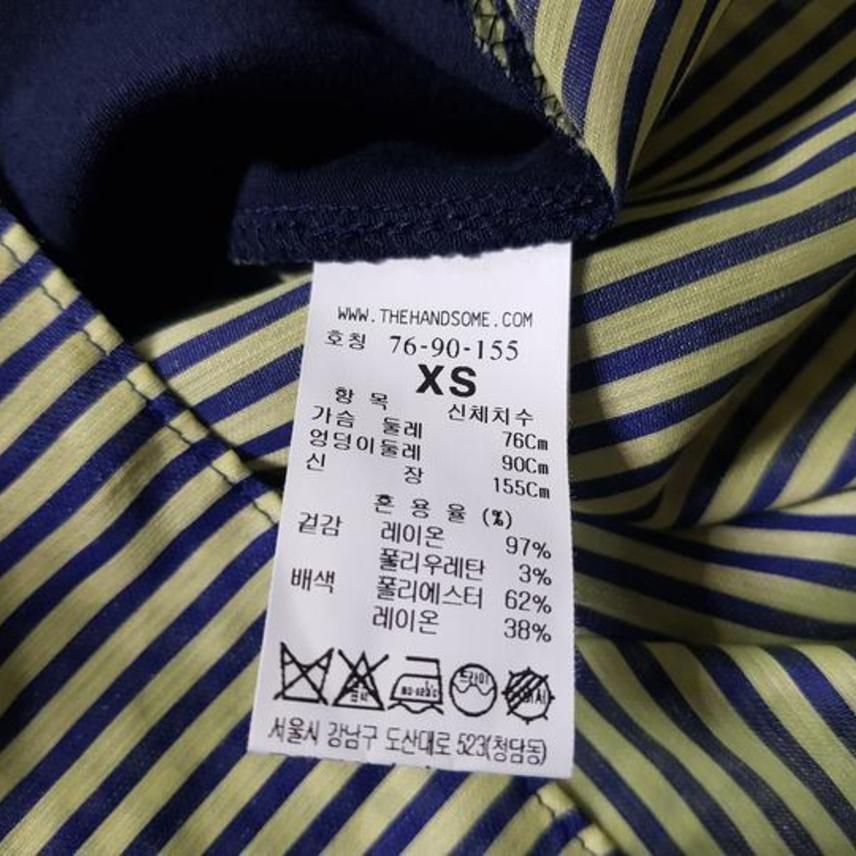 WWW.THEHANDSOME.COM
호칭 76-90-155
XS
항 목 신체치수
가슴 둘레 76Cm
엉덩이둘레 90Cm
신 장 155Cm
혼 용 율 (%)
겉감 레이온 97%
폴리우레탄 3%
배색 폴리에스터 62%
레이온 38%
드라이
서울시 강남구 도산대로 523(청담동)